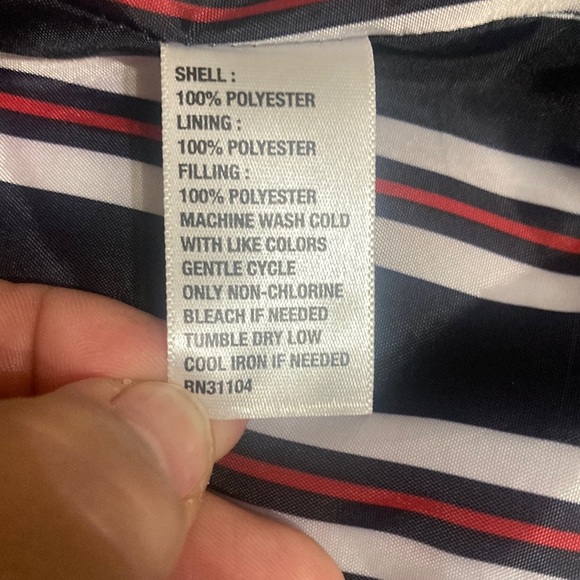 SHELL :
100% POLYESTER
LINING :
100% POLYESTER
FILLING :
100% POLYESTER
MACHINE WASH COLD
WITH LIKE COLORS
GENTLE CYCLE
ONLY NON-CHLORINE
BLEACH IF NEEDED
TUMBLE DRY LOW
COOL IRON IF NEEDED
RN31104